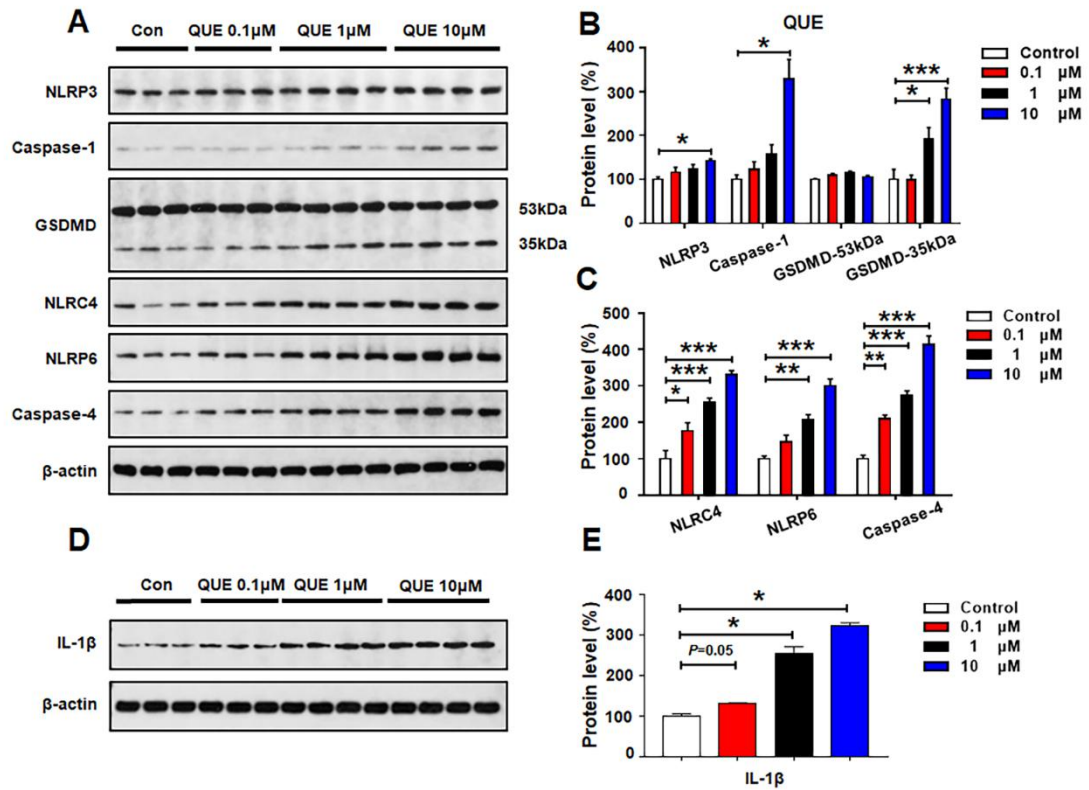 A
Con QUE 0.1μM QUE 1μM QUE 10μM
NLRP3
Caspase-1
GSDMD
53kDa
35kDa
NLRC4
NLRP6
Caspase-4
β-actin
B
QUE
Protein level (%)
400
300
200
100
0
*
*
*
***
NLRP3
Caspase-1
GSDMD-53kDa
GSDMD-35kDa
Control
0.1 μM
1 μM
10 μM
C
Protein level (%)
500
400
300
200
100
0
***
***
*
***
**
***
***
**
NLRC4
NLRP6
Caspase-4
Control
0.1 μM
1 μM
10 μM
D
Con QUE 0.1μM QUE 1μM QUE 10μM
IL-1β
β-actin
E
Protein level (%)
400
300
200
100
0
*
*
P=0.05
IL-1β
Control
0.1 μM
1 μM
10 μM